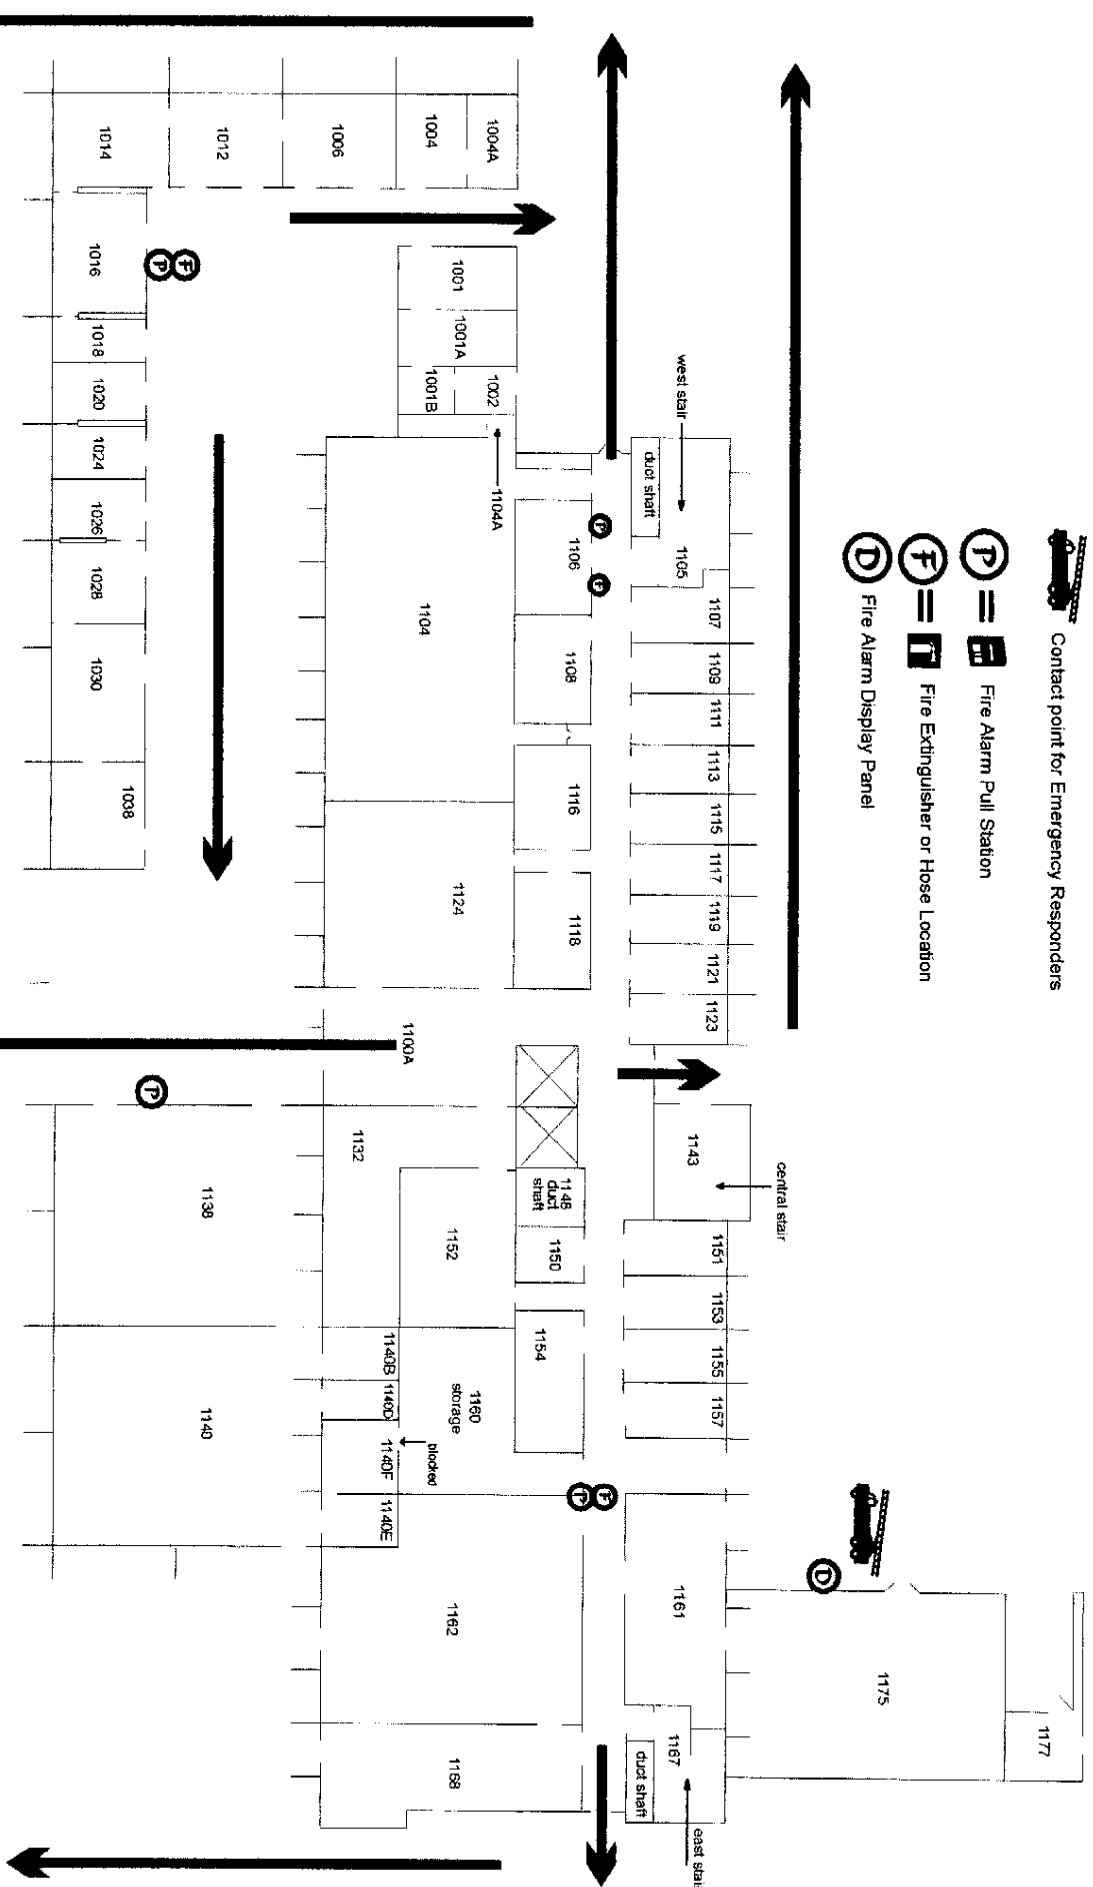 Contact point for Emergency Responders
P = Fire Alarm Pull Station
F = Fire Extinguisher or Hose Location
D Fire Alarm Display Panel
1177
1175
D
central stair
east stair
west stair
1107
1109
1111
1113
1115
1117
1119
1121
1123
1143
1151
1153
1155
1157
1161
1167
1105
duct shaft
duct shaft
P
F
F
P
1106
1108
1116
1118
1148
duct
shaft
1150
1154
1004A
1004
1006
1012
1014
1001
1001A
1002
1001B
1104A
1104
1124
1100A
1132
1152
1160
storage
blocked
1140B
1140D
1140F
1140E
1162
1168
F
P
P
1138
1140
1016
1018
1020
1024
1026
1028
1030
1038